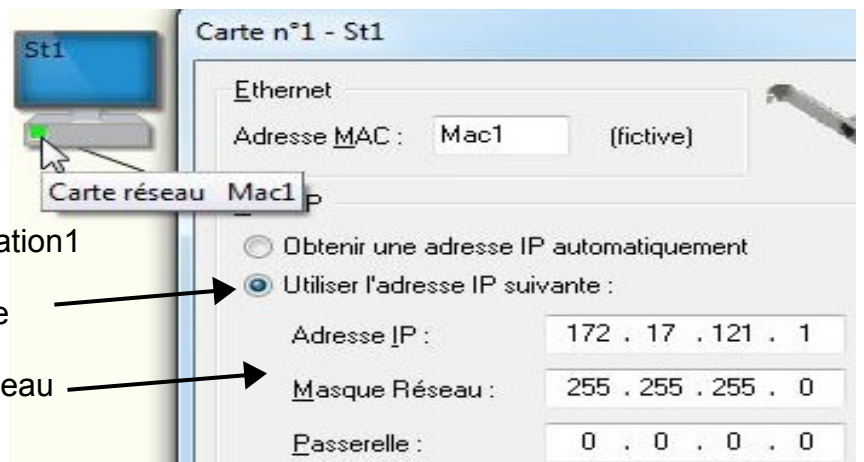 St1
Carte n°1 - St1
Ethernet
Adresse MAC : Mac1 (fictive)
Carte réseau Mac1
P
ation1
Obtenir une adresse IP automatiquement
Utiliser l'adresse IP suivante :
e
Adresse IP : 172 . 17 . 121 . 1
eau
Masque Réseau : 255 . 255 . 255 . 0
Passerelle : 0 . 0 . 0 . 0